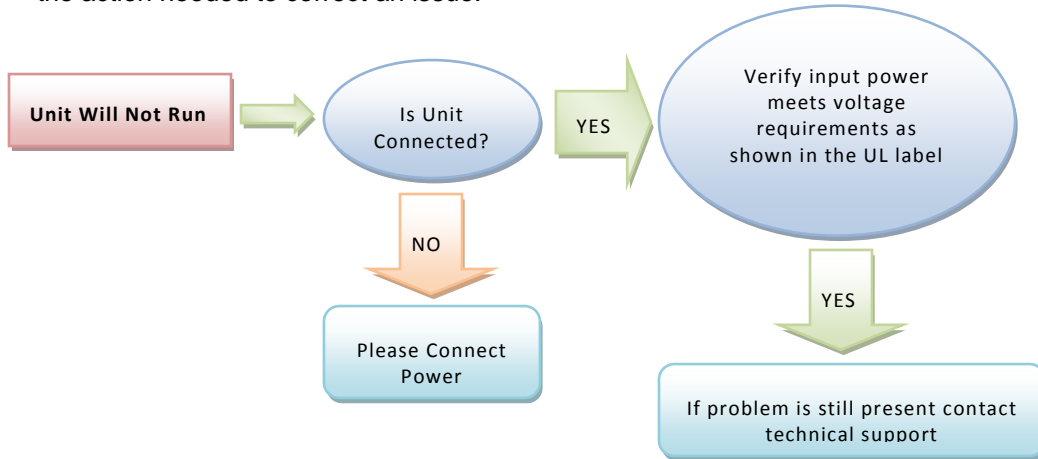 the action needed to correct an issue.
Unit Will Not Run
Is Unit
Connected?
YES
Verify input power
meets voltage
requirements as
shown in the UL label
NO
YES
Please Connect
Power
If problem is still present contact
technical support